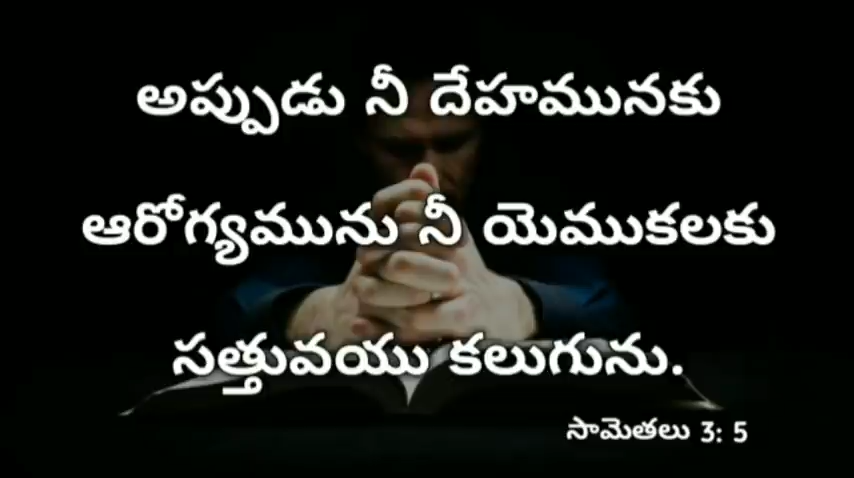 అప్పుడు నీ దేహమునకు
ఆరోగ్యమును నీ యెముకలకు
సత్తువయు కలుగును.
సామెతలు 3: 5